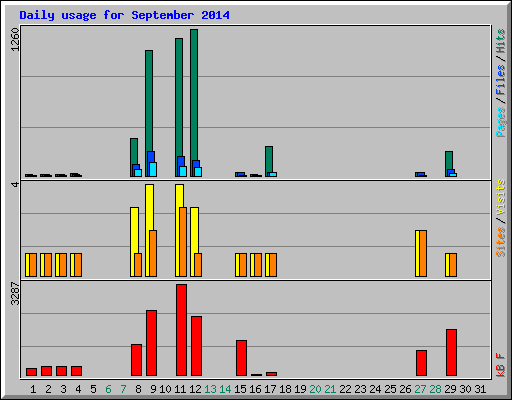 Daily usage for September 2014
1260
Pages / Files / Hits
4
Sites / Visits
3287
kB F
1 2 3 4 5 6 7 8 9 10 11 12 13 14 15 16 17 18 19 20 21 22 23 24 25 26 27 28 29 30 31